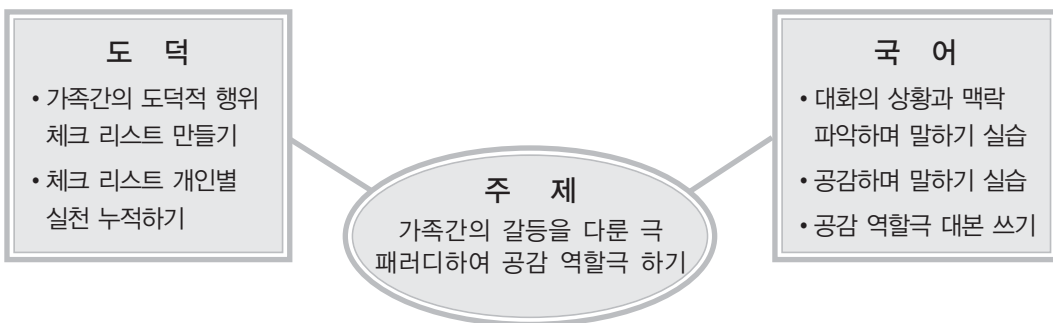 도 덕
• 가족간의 도덕적 행위
체크 리스트 만들기
• 체크 리스트 개인별
실천 누적하기
주 제
가족간의 갈등을 다룬 극
패러디하여 공감 역할극 하기
국 어
• 대화의 상황과 맥락
파악하며 말하기 실습
• 공감하며 말하기 실습
• 공감 역할극 대본 쓰기